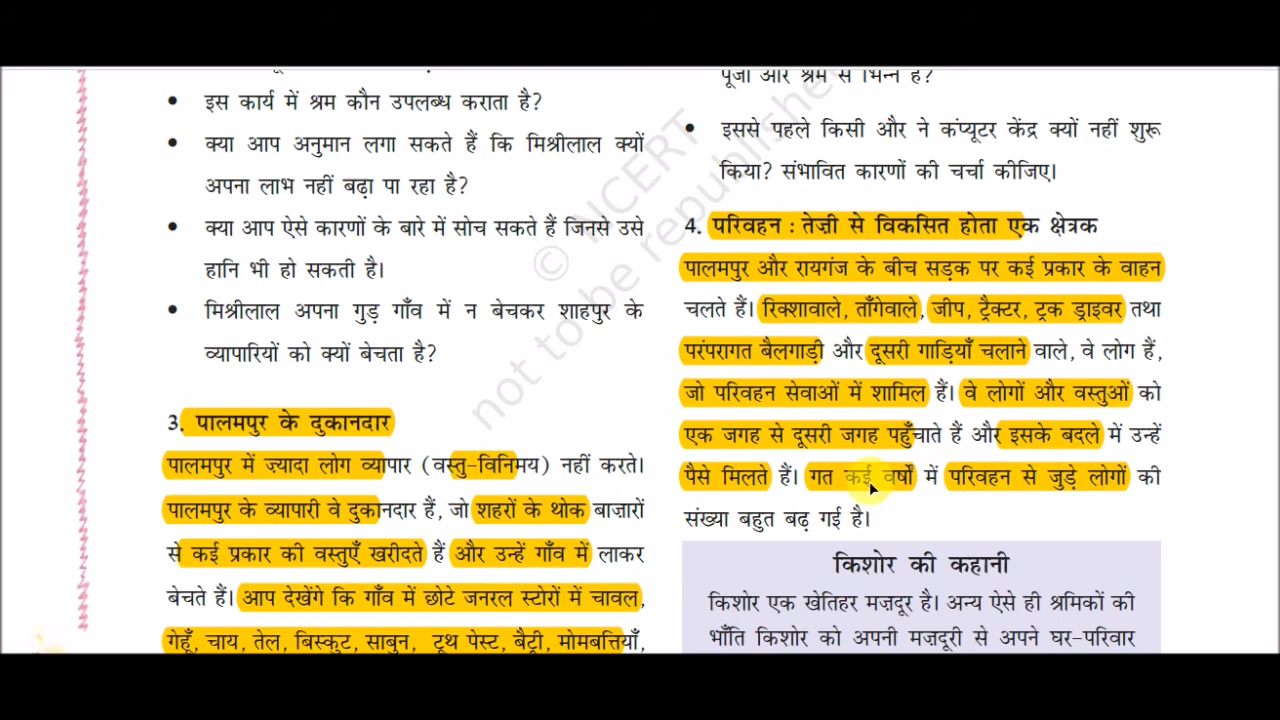 इस कार्य में श्रम कौन उपलब्ध कराता है?
क्या आप अनुमान लगा सकते हैं कि मिश्रीलाल क्यों
अपना लाभ नहीं बढ़ा पा रहा है?
क्या आप ऐसे कारणों के बारे में सोच सकते हैं जिनसे उसे
हानि भी हो सकती है।
मिश्रीलाल अपना गुड़ गाँव में न बेचकर शाहपुर के
व्यापारियों को क्यों बेचता है?
3. पालमपुर के दुकानदार
पालमपुर में ज़्यादा लोग व्यापार (वस्तु-विनिमय) नहीं करते।
पालमपुर के व्यापारी वे दुकानदार हैं, जो शहरों के थोक बाज़ारों
से कई प्रकार की वस्तुएँ खरीदते हैं और उन्हें गाँव में लाकर
बेचते हैं। आप देखेंगे कि गाँव में छोटे जनरल स्टोरों में चावल,
गेहूँ, चाय, तेल, बिस्कुट, साबुन, टूथ पेस्ट, बैट्री, मोमबत्तियाँ,
पूँजी और श्रम से भिन्न है?
इससे पहले किसी और ने कंप्यूटर केंद्र क्यों नहीं शुरू
किया? संभावित कारणों की चर्चा कीजिए।
4. परिवहन : तेज़ी से विकसित होता एक क्षेत्रक
पालमपुर और रायगंज के बीच सड़क पर कई प्रकार के वाहन
चलते हैं। रिक्शावाले, ताँगेवाले, जीप, ट्रैक्टर, ट्रक ड्राइवर तथा
परंपरागत बैलगाड़ी और दूसरी गाड़ियाँ चलाने वाले, वे लोग हैं,
जो परिवहन सेवाओं में शामिल हैं। वे लोगों और वस्तुओं को
एक जगह से दूसरी जगह पहुँचाते हैं और इसके बदले में उन्हें
पैसे मिलते हैं। गत कई वर्षों में परिवहन से जुड़े लोगों की
संख्या बहुत बढ़ गई है।
किशोर की कहानी
किशोर एक खेतिहर मजदूर है। अन्य ऐसे ही श्रमिकों की
भाँति किशोर को अपनी मज़दूरी से अपने घर-परिवार
© NCERT
not to be republishe